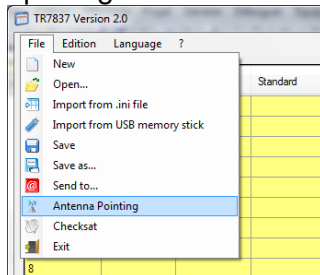 TR7837 Version 2.0
File Edition Language ?
New
Open...
Standard
Import from .ini file
Import from USB memory stick
Save
Save as...
Send to...
Antenna Pointing
Checksat
Exit
8